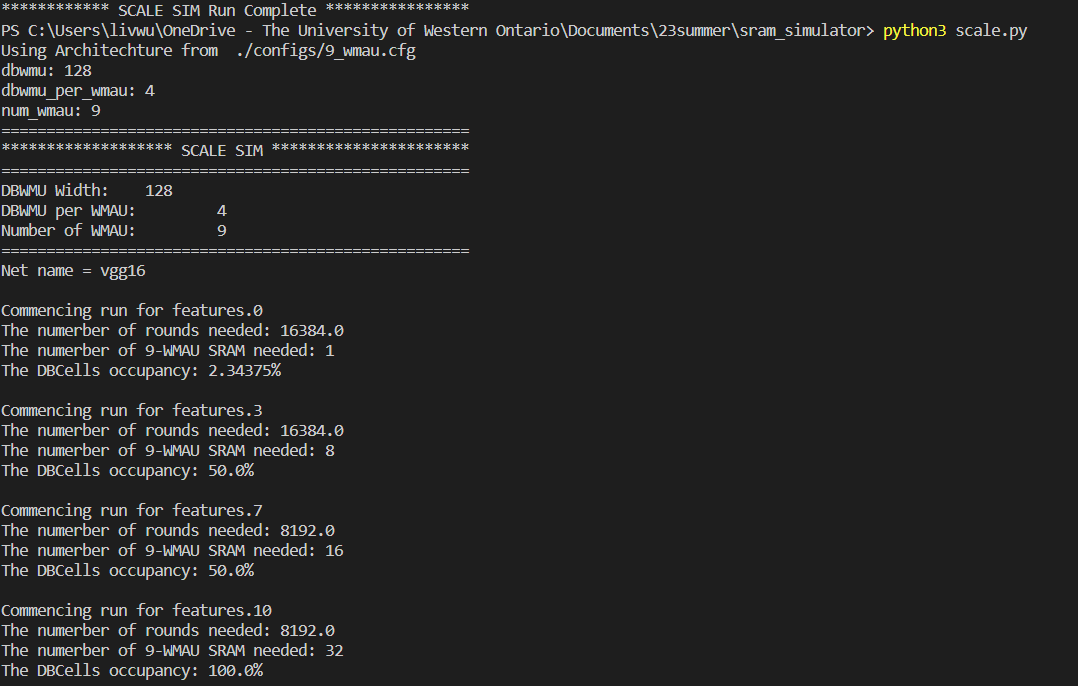 ************ SCALE SIM Run Complete ****************
PS C:\Users\livwu\OneDrive - The University of Western Ontario\Documents\23summer\sram_simulator> python3 scale.py
Using Architechture from  ./configs/9_wmau.cfg
dbwmu: 128
dbwmu_per_wmau: 4
num_wmau: 9
====================================================
******************* SCALE SIM **********************
====================================================
DBWMU Width:    128
DBWMU per WMAU:         4
Number of WMAU:         9
====================================================
Net name = vgg16
Commencing run for features.0
The numerber of rounds needed: 16384.0
The numerber of 9-WMAU SRAM needed: 1
The DBCells occupancy: 2.34375%
Commencing run for features.3
The numerber of rounds needed: 16384.0
The numerber of 9-WMAU SRAM needed: 8
The DBCells occupancy: 50.0%
Commencing run for features.7
The numerber of rounds needed: 8192.0
The numerber of 9-WMAU SRAM needed: 16
The DBCells occupancy: 50.0%
Commencing run for features.10
The numerber of rounds needed: 8192.0
The numerber of 9-WMAU SRAM needed: 32
The DBCells occupancy: 100.0%